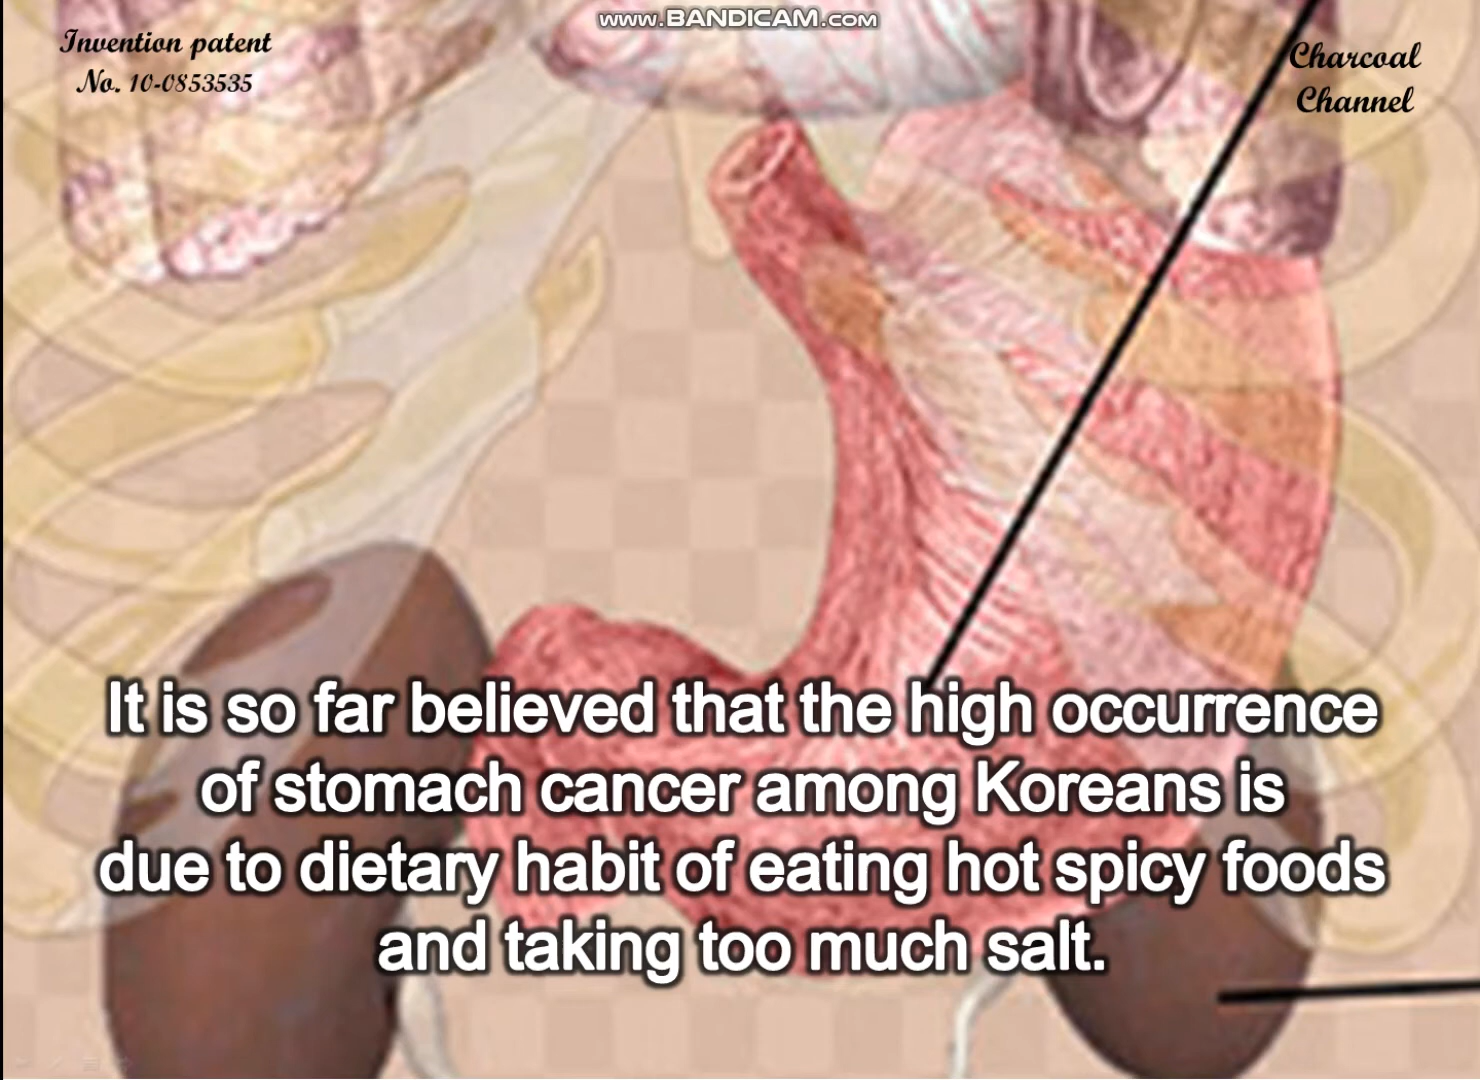 www.BANDICAM.com
Invention patent
No. 10-0853535
Charcoal
Channel
It is so far believed that the high occurrence
of stomach cancer among Koreans is
due to dietary habit of eating hot spicy foods
and taking too much salt.